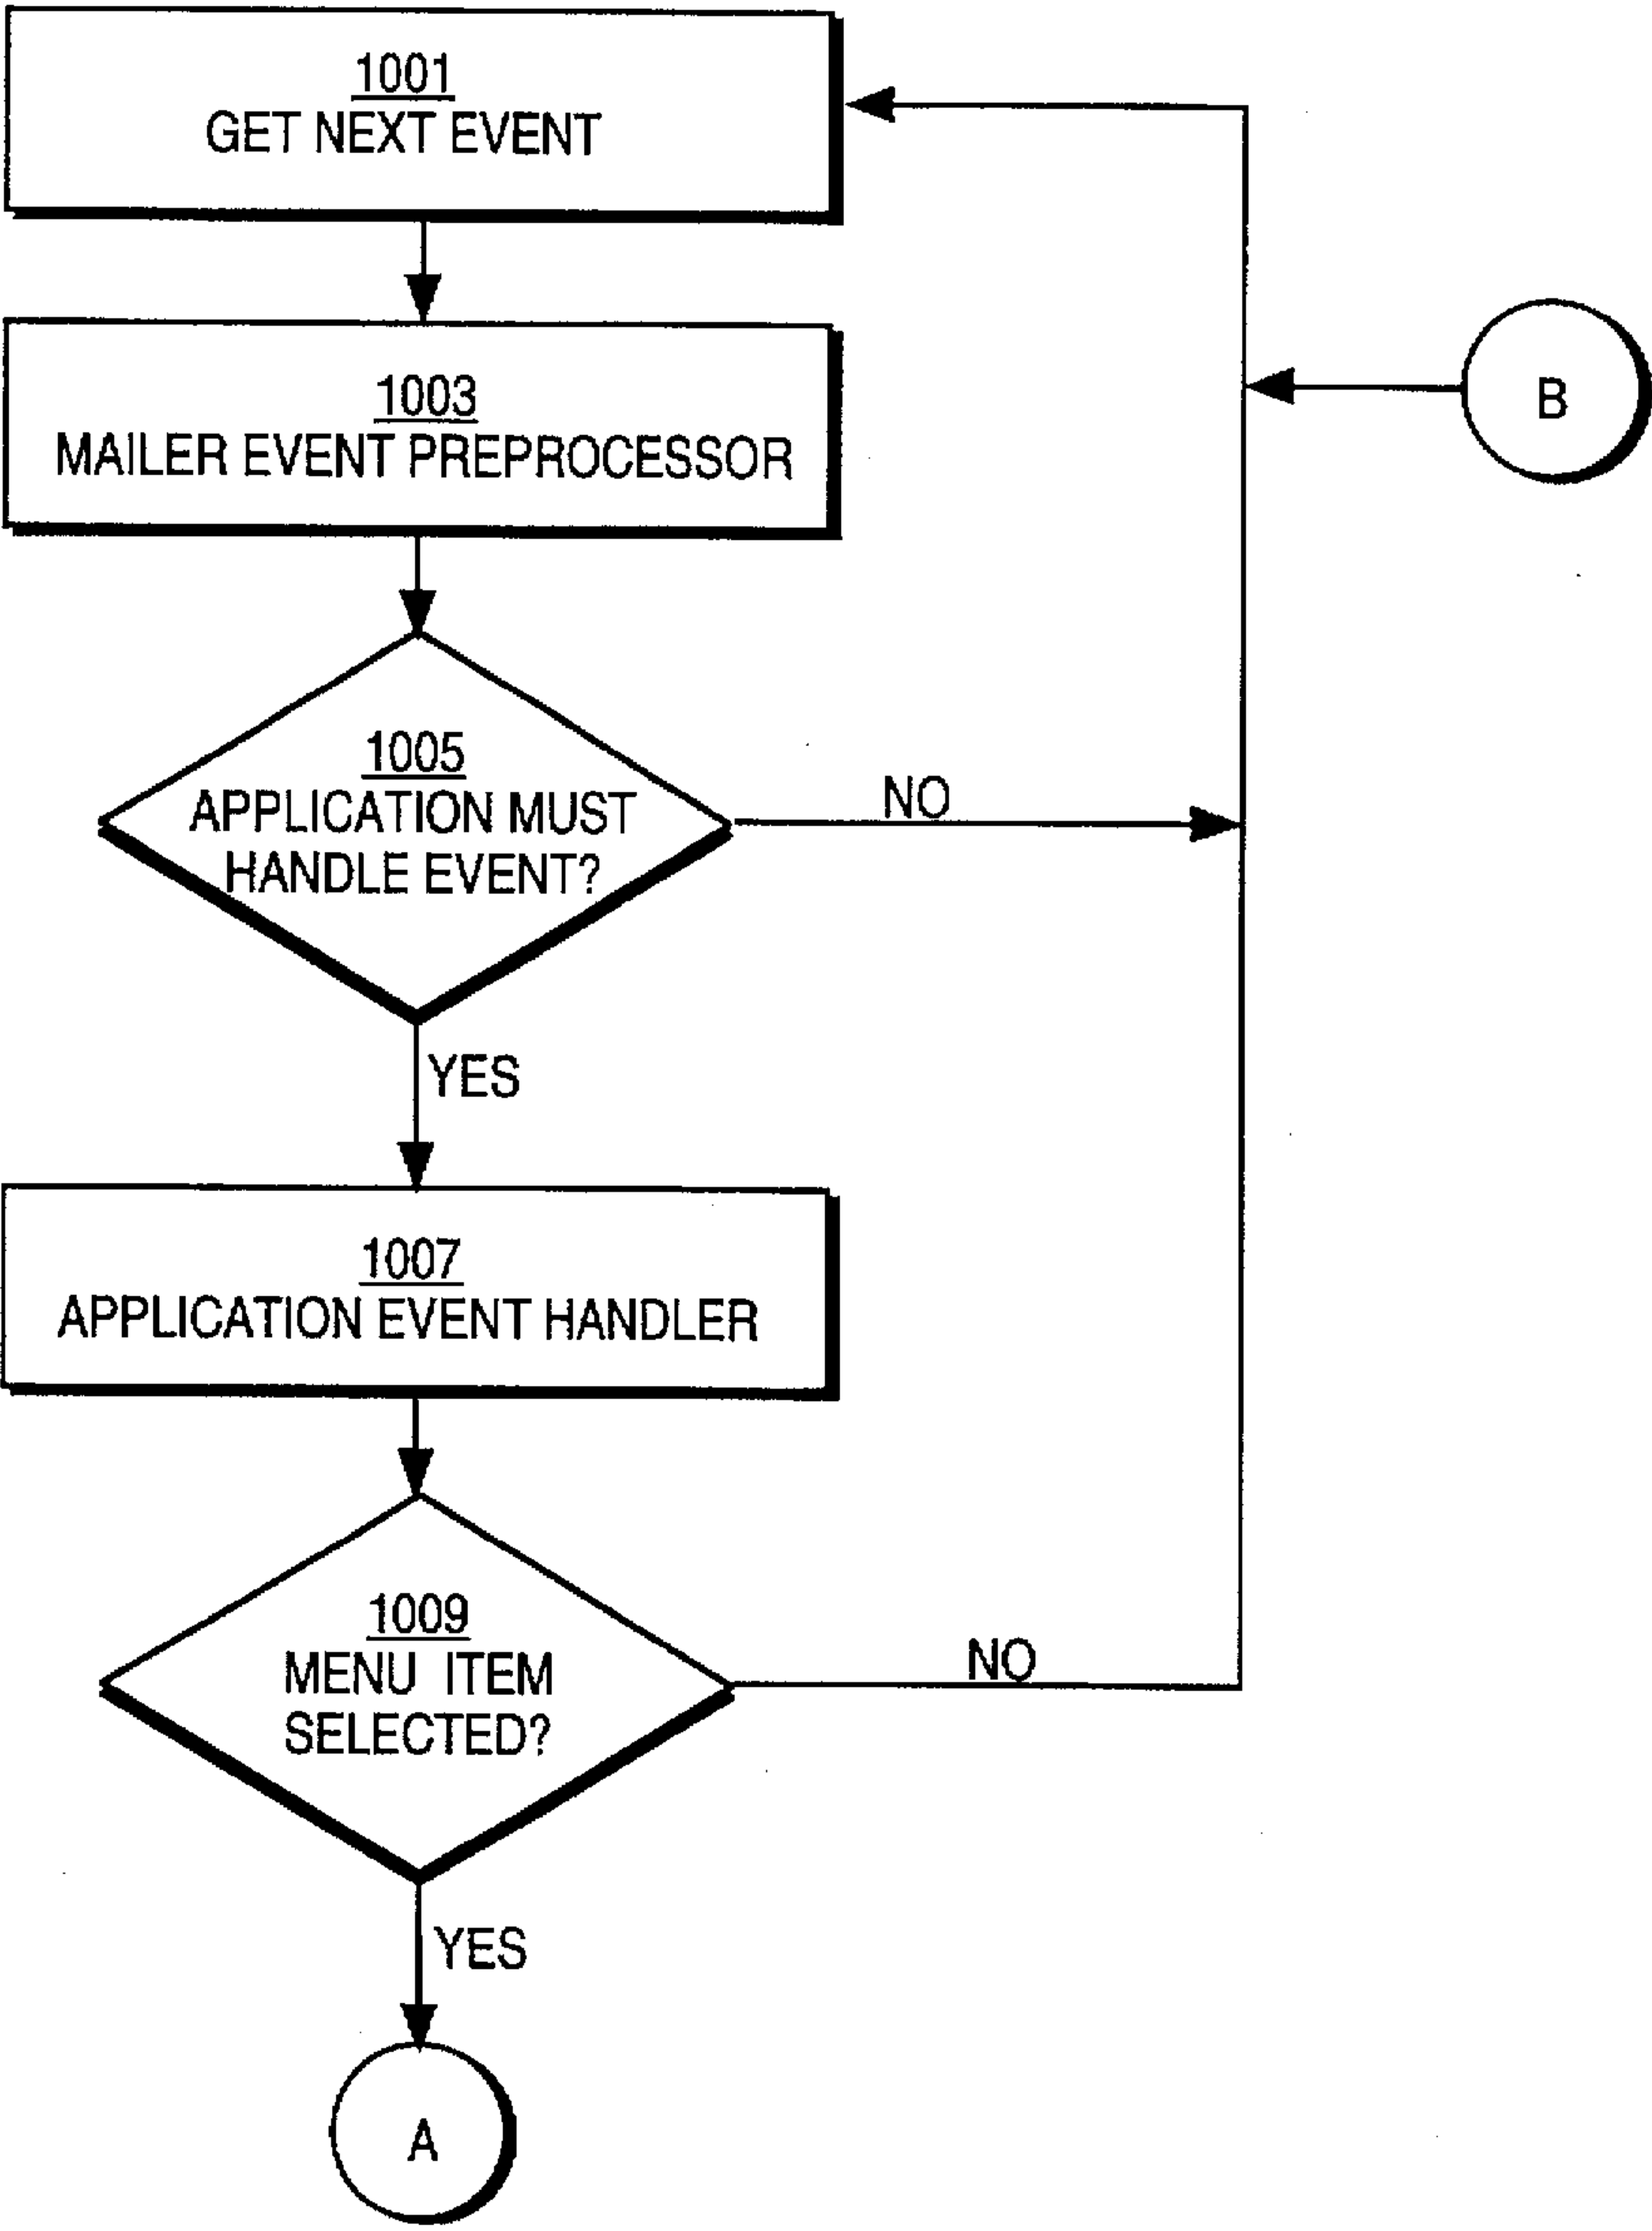 1001
GET NEXT EVENT
1003
MAILER EVENT PREPROCESSOR
B
1005
APPLICATION MUST
HANDLE EVENT?
NO
YES
1007
APPLICATION EVENT HANDLER
1009
MENU ITEM
SELECTED?
NO
YES
A